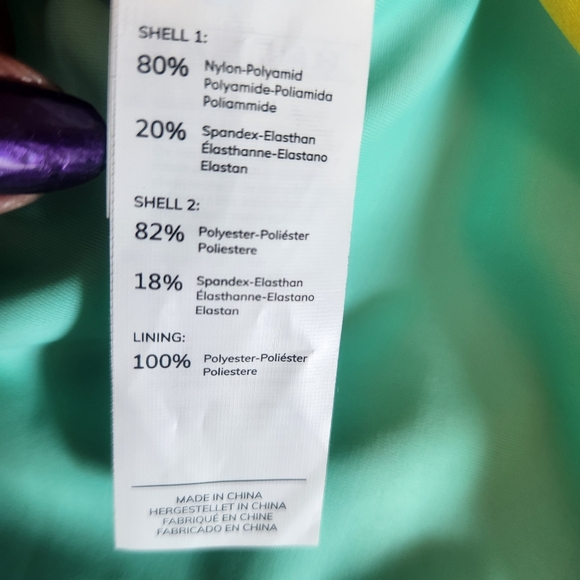 SHELL 1:
80% Nylon-Polyamid
Polyamide-Poliamida
Poliammide
20% Spandex-Elasthan
Élasthanne-Elastano
Elastan
SHELL 2:
82% Polyester-Poliéster
Poliestere
18% Spandex-Elasthan
Élasthanne-Elastano
Elastan
LINING:
100% Polyester-Poliéster
Poliestere
MADE IN CHINA
HERGESTELLET IN CHINA
FABRIQUÉ EN CHINE
FABRICADO EN CHINA